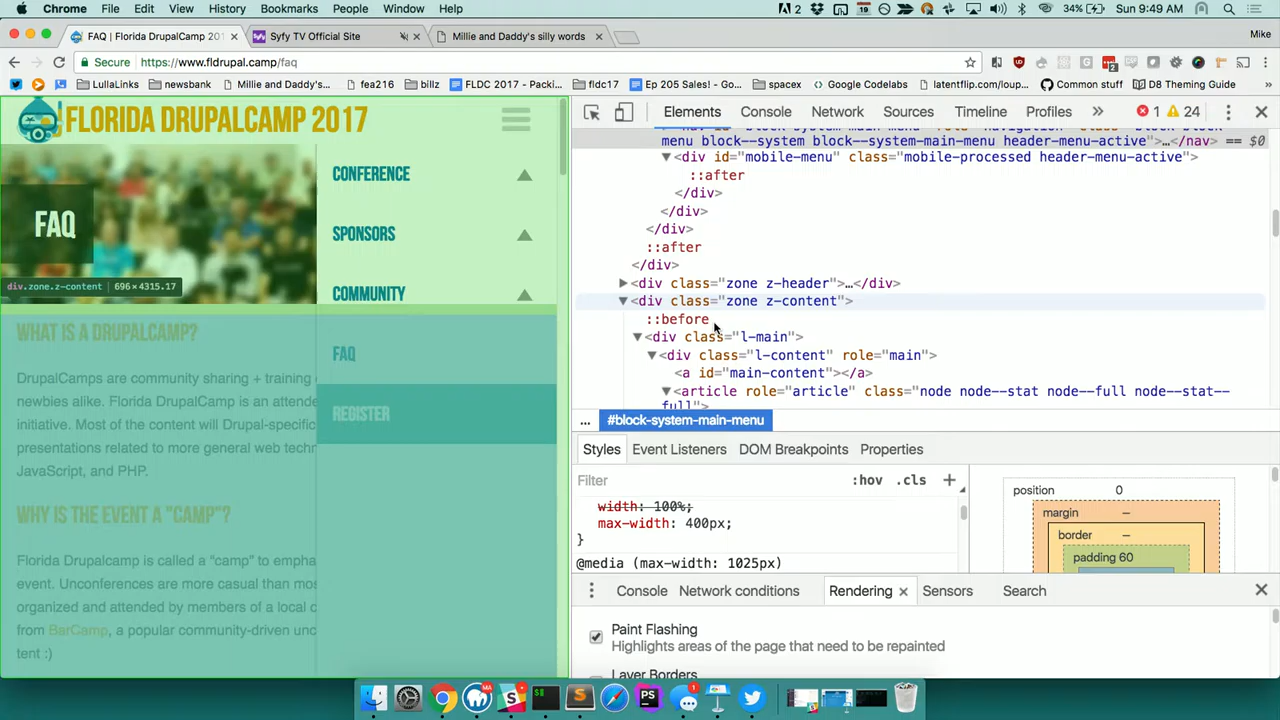 Chrome File Edit View History Bookmarks People Window Help
2 19 34% Sun 9:49 AM
FAQ | Florida DrupalCamp 201
Syfy TV Official Site
Millie and Daddy's silly words
Mike
Secure https://www.fldrupal.camp/faq
LullaLinks newsbank Millie and Daddy's... fea216 billz FLDC 2017 - Packi... fldc17 Ep 205 Sales! - Go... spacex Google Codelabs latentflip.com/loupe... Common stuff D8 Theming Guide
FLORIDA DRUPALCAMP 2017
CONFERENCE
FAQ
SPONSORS
div.zone.z-content | 696×4315.17
COMMUNITY
WHAT IS A DRUPALCAMP?
FAQ
DrupalCamps are community sharing + training
newbies alike. Florida DrupalCamp is an attende
REGISTER
initiative. Most of the content will Drupal-specific
presentations related to more general web techn
JavaScript, and PHP.
WHY IS THE EVENT A "CAMP"?
Florida Drupalcamp is called a "camp" to empha
event. Unconferences are more casual than mos
organized and attended by members of a local c
from BarCamp, a popular community-driven unc
tent :)
Elements Console Network Sources Timeline Profiles » 1 24
menu block--system block--system-main-menu header-menu-active">…</nav> == $0
<div id="mobile-menu" class="mobile-processed header-menu-active">
::after
</div>
</div>
</div>
::after
</div>
<div class="zone z-header">…</div>
<div class="zone z-content">
::before
<div class="l-main">
<div class="l-content" role="main">
<a id="main-content"></a>
<article role="article" class="node node--stat node--full node--stat--
full">
... #block-system-main-menu
Styles Event Listeners DOM Breakpoints Properties
Filter :hov .cls +
width: 100%;
max-width: 400px;
}
@media (max-width: 1025px)
position 0
margin –
border –
padding 60
Console Network conditions Rendering × Sensors Search
Paint Flashing
Highlights areas of the page that need to be repainted
Layer Borders